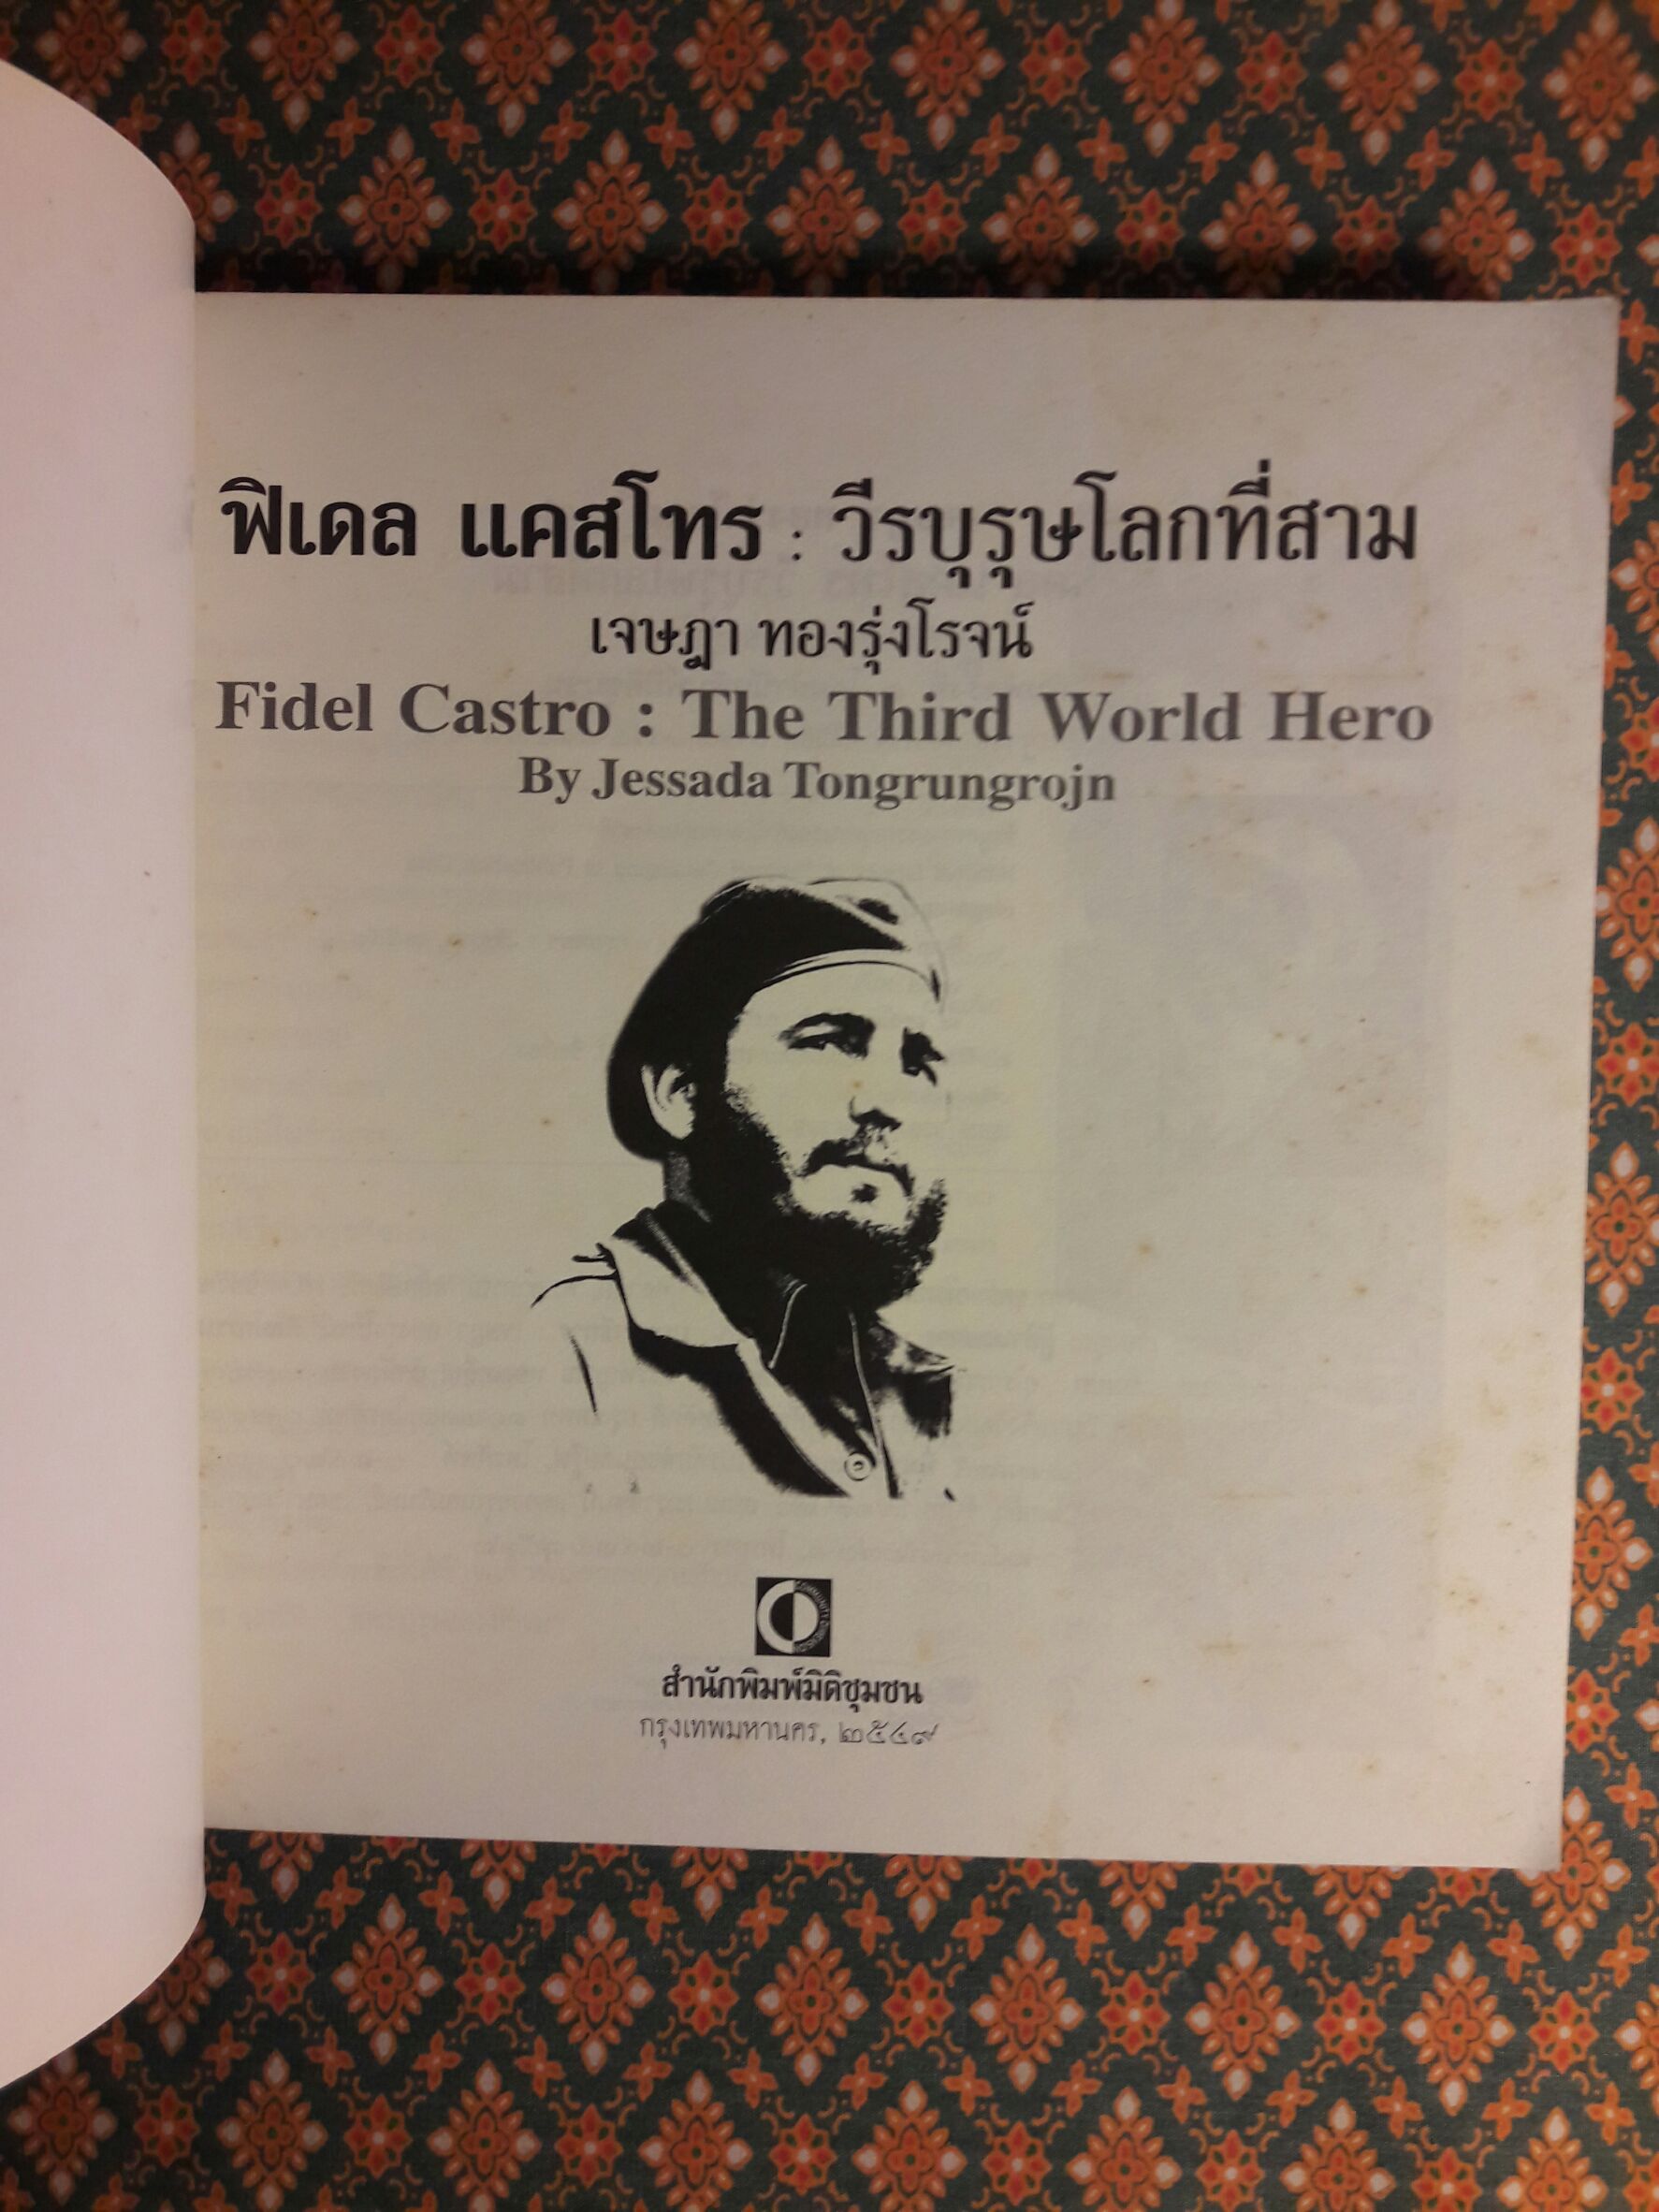 ฟิเดล แคสโทร : วีรบุรุษโลกที่สาม
เจษฎา ทองรุ่งโรจน์
Fidel Castro : The Third World Hero
By Jessada Tongrungrojn
สำนักพิมพ์มิติชุมชน
กรุงเทพมหานคร, ๒๕๔๙